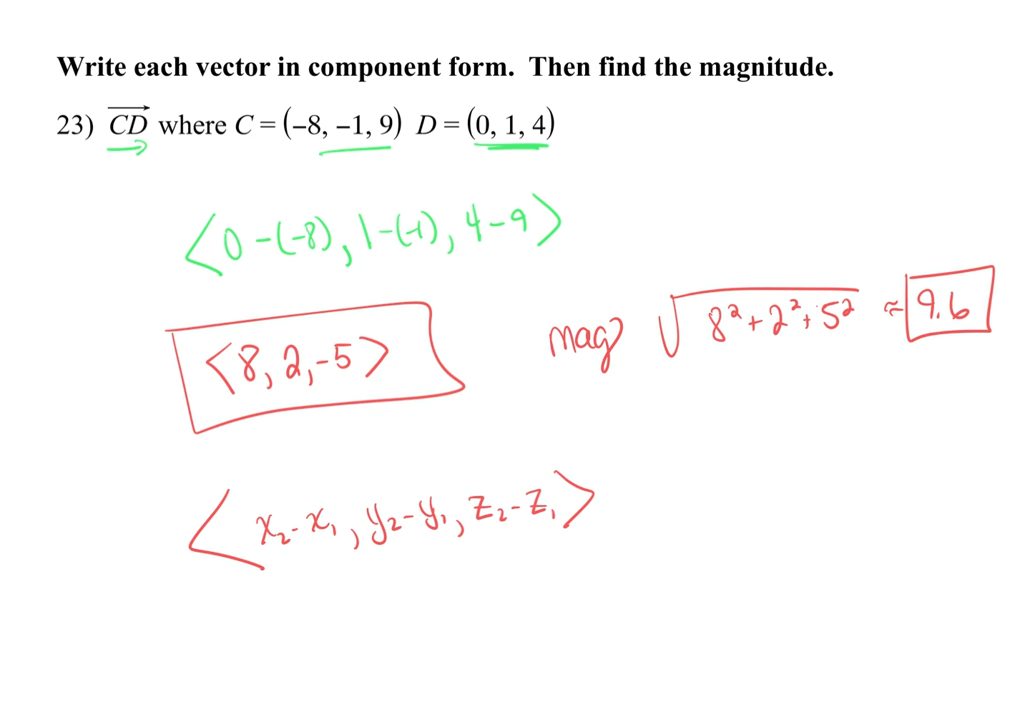 Write each vector in component form. Then find the magnitude.
23) CD where C = (−8, −1, 9) D = (0, 1, 4)
<0-(-8), 1-(-1), 4-9>
<8, 2, -5>
mag √8²+2²+5² ≈ 9.6
<x₂-x₁, y₂-y₁, z₂-z₁>